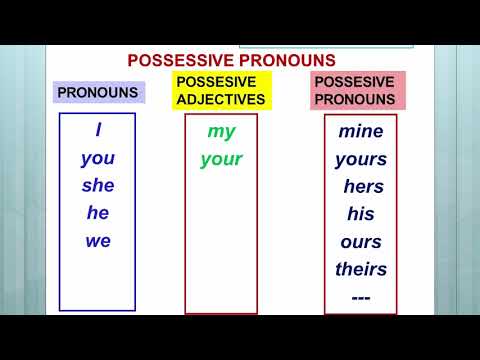 POSSESSIVE PRONOUNS
PRONOUNS
POSSESIVE
ADJECTIVES
POSSESIVE
PRONOUNS
I
you
she
he
we
my
your
mine
yours
hers
his
ours
theirs
---